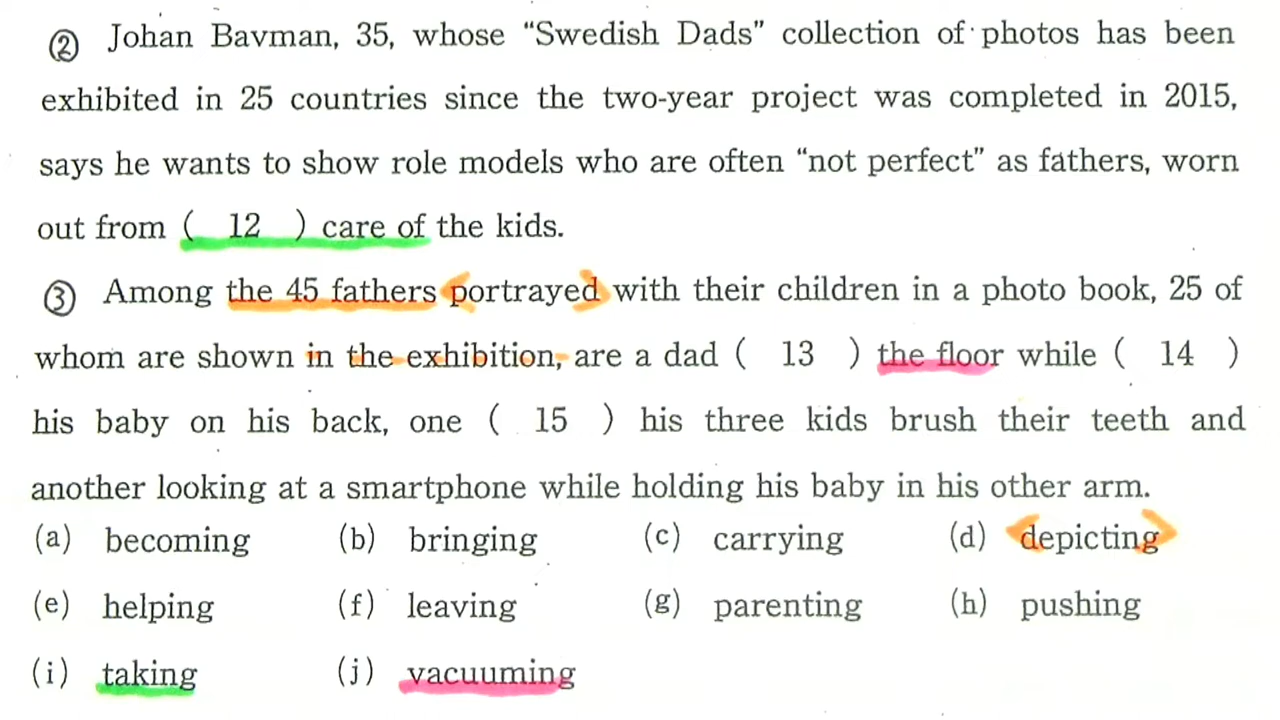 ② Johan Bavman, 35, whose “Swedish Dads” collection of photos has been
exhibited in 25 countries since the two-year project was completed in 2015,
says he wants to show role models who are often “not perfect” as fathers, worn
out from ( 12 ) care of the kids.
③ Among the 45 fathers portrayed with their children in a photo book, 25 of
whom are shown in the exhibition, are a dad ( 13 ) the floor while ( 14 )
his baby on his back, one ( 15 ) his three kids brush their teeth and
another looking at a smartphone while holding his baby in his other arm.
(a) becoming (b) bringing (c) carrying (d) depicting
(e) helping (f) leaving (g) parenting (h) pushing
(i) taking (j) vacuuming